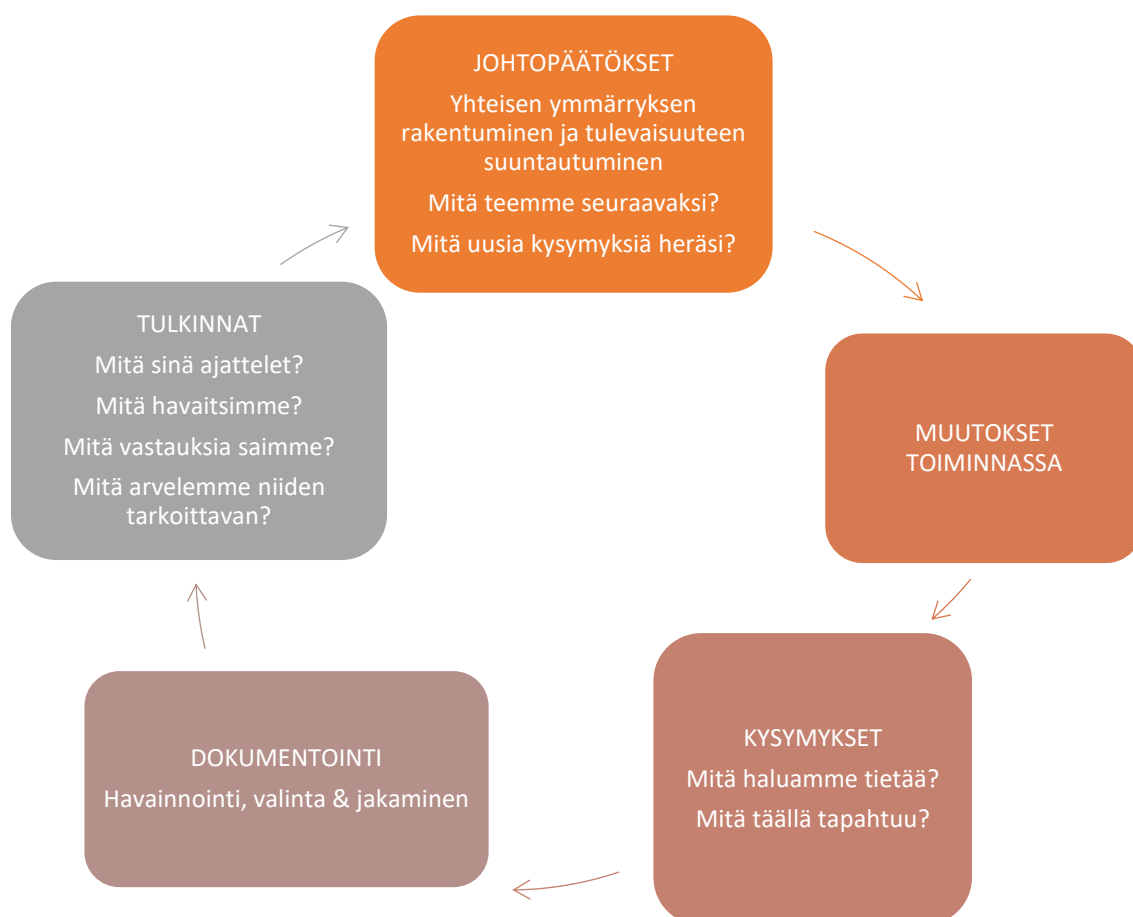 JOHTOPÄÄTÖKSET
Yhteisen ymmärryksen
rakentuminen ja tulevaisuuteen
suuntautuminen
Mitä teemme seuraavaksi?
Mitä uusia kysymyksiä heräsi?
MUUTOKSET
TOIMINNASSA
KYSYMYKSET
Mitä haluamme tietää?
Mitä täällä tapahtuu?
DOKUMENTOINTI
Havainnointi, valinta & jakaminen
TULKINNAT
Mitä sinä ajattelet?
Mitä havaitsimme?
Mitä vastauksia saimme?
Mitä arvelemme niiden
tarkoittavan?